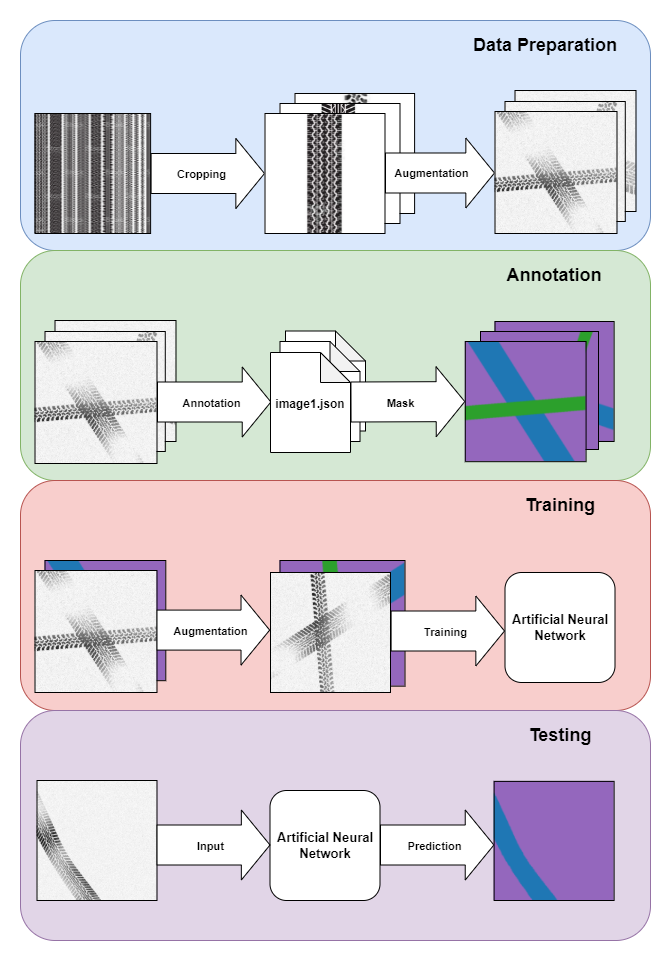 Data Preparation
Cropping
Augmentation
Annotation
Annotation
image1.json
Mask
Training
Augmentation
Training
Artificial Neural
Network
Testing
Input
Artificial Neural
Network
Prediction